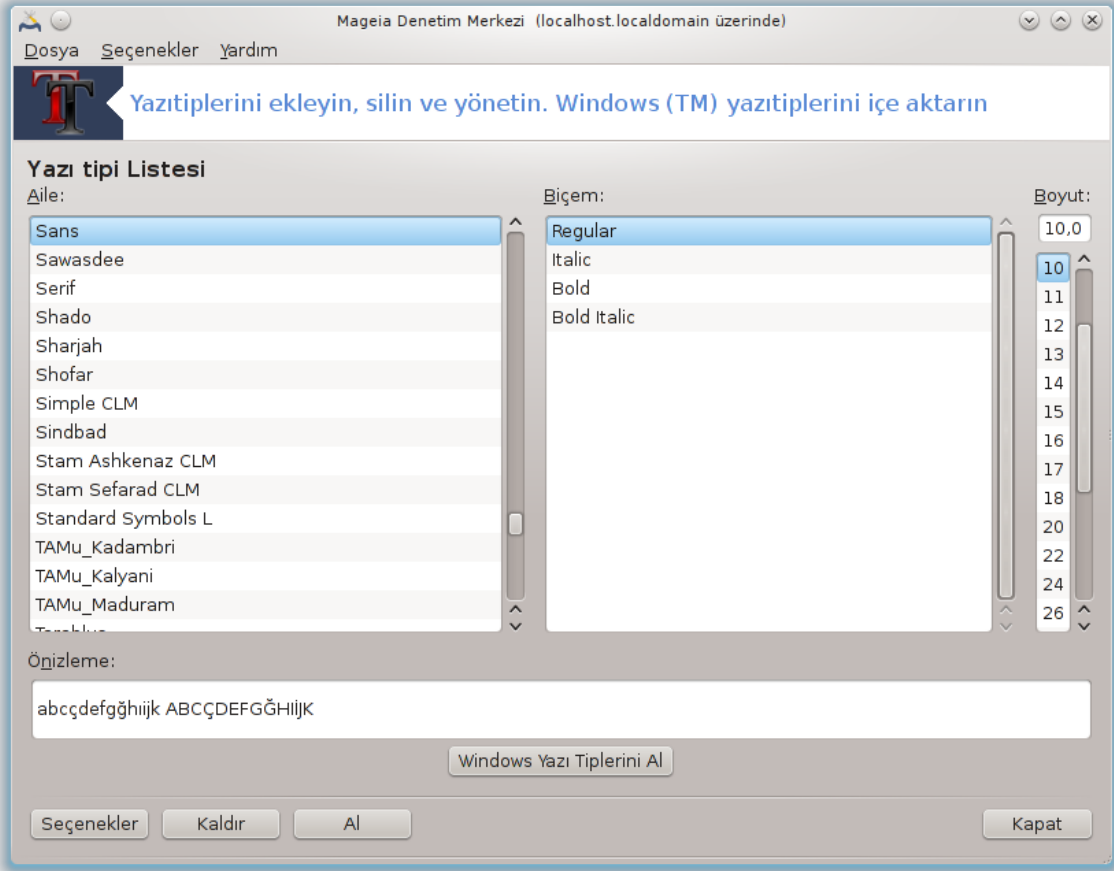 Mageia Denetim Merkezi (localhost.localdomain üzerinde)
Dosya Seçenekler Yardım
Yazıtiplerini ekleyin, silin ve yönetin. Windows (TM) yazıtiplerini içe aktarın
Yazı tipi Listesi
Aile: Biçem: Boyut:
Sans Regular 10,0
Sawasdee Italic 10
Serif Bold 11
Shado Bold Italic 12
Sharjah 13
Shofar 14
Simple CLM 15
Sindbad 16
Stam Ashkenaz CLM 17
Stam Sefarad CLM 18
Standard Symbols L 20
TAMu_Kadambri 22
TAMu_Kalyani 24
TAMu_Maduram 26
Önizleme:
abcçdefgğhıijk ABCÇDEFGĞHIİJK
Windows Yazı Tiplerini Al
Seçenekler Kaldır Al Kapat